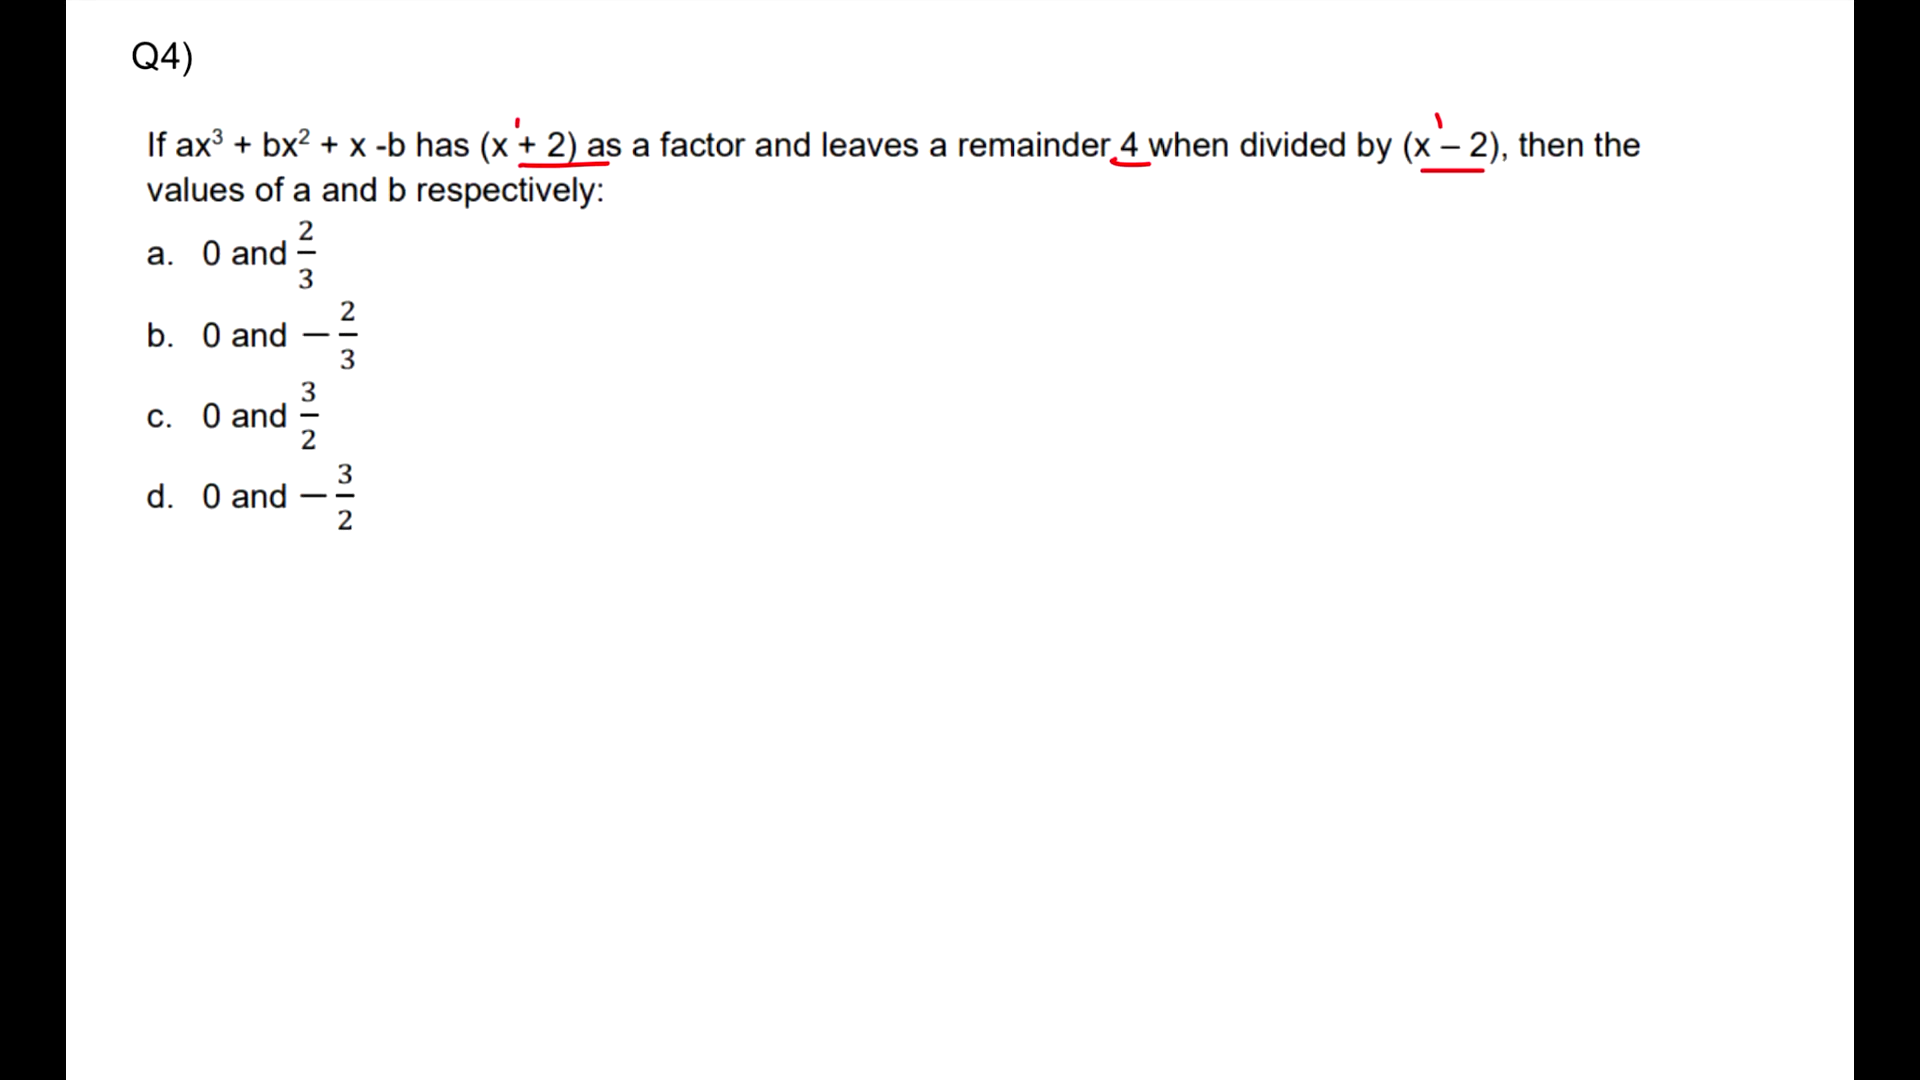 Q4)
If ax³ + bx² + x -b has (x + 2) as a factor and leaves a remainder 4 when divided by (x – 2), then the
values of a and b respectively:
a. 0 and 2/3
b. 0 and −2/3
c. 0 and 3/2
d. 0 and −3/2